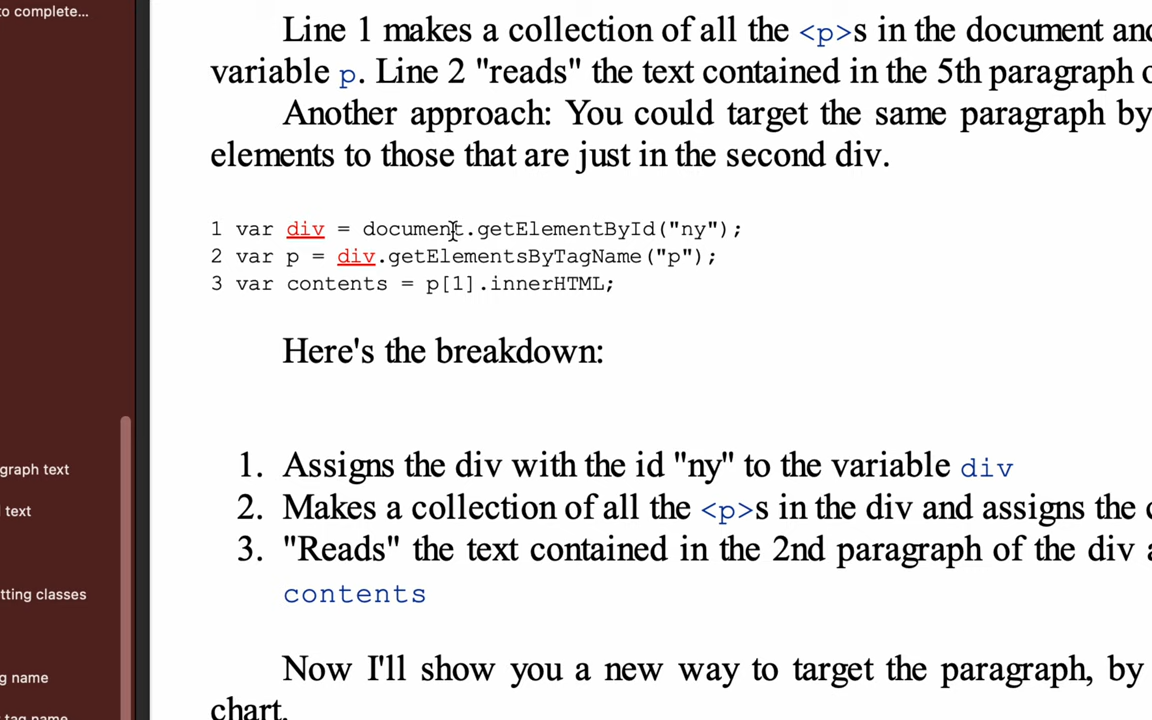 to complete...
graph text
text
tting classes
g name
g tag name
Line 1 makes a collection of all the <p>s in the document and
variable p. Line 2 "reads" the text contained in the 5th paragraph o
Another approach: You could target the same paragraph by
elements to those that are just in the second div.
1 var div = document.getElementById("ny");
2 var p = div.getElementsByTagName("p");
3 var contents = p[1].innerHTML;
Here's the breakdown:
1. Assigns the div with the id "ny" to the variable div
2. Makes a collection of all the <p>s in the div and assigns the c
3. "Reads" the text contained in the 2nd paragraph of the div a
contents
Now I'll show you a new way to target the paragraph, by
chart.